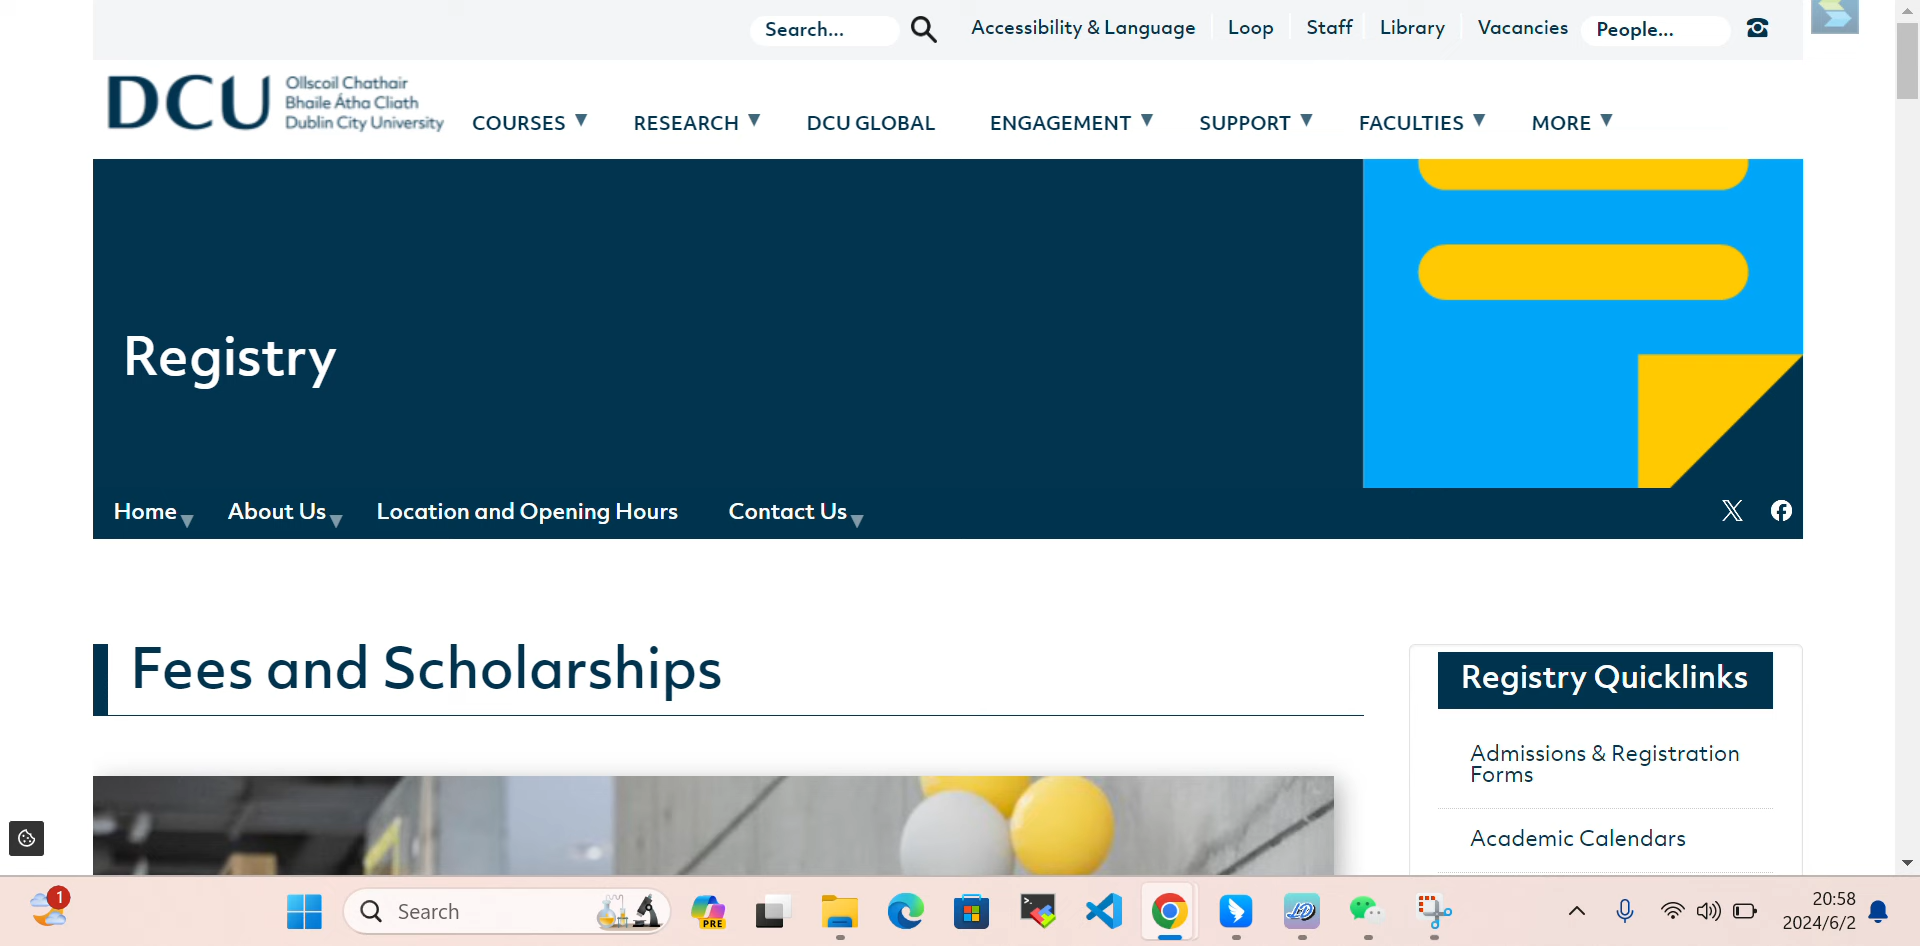 Search...
Accessibility & Language
Loop
Staff
Library
Vacancies
People...
DCU
Ollscoil Chathair
Bhaile Átha Cliath
Dublin City University
COURSES
RESEARCH
DCU GLOBAL
ENGAGEMENT
SUPPORT
FACULTIES
MORE
Registry
Home
About Us
Location and Opening Hours
Contact Us
Fees and Scholarships
Registry Quicklinks
Admissions & Registration
Forms
Academic Calendars
1
Search
PRE
20:58
2024/6/2